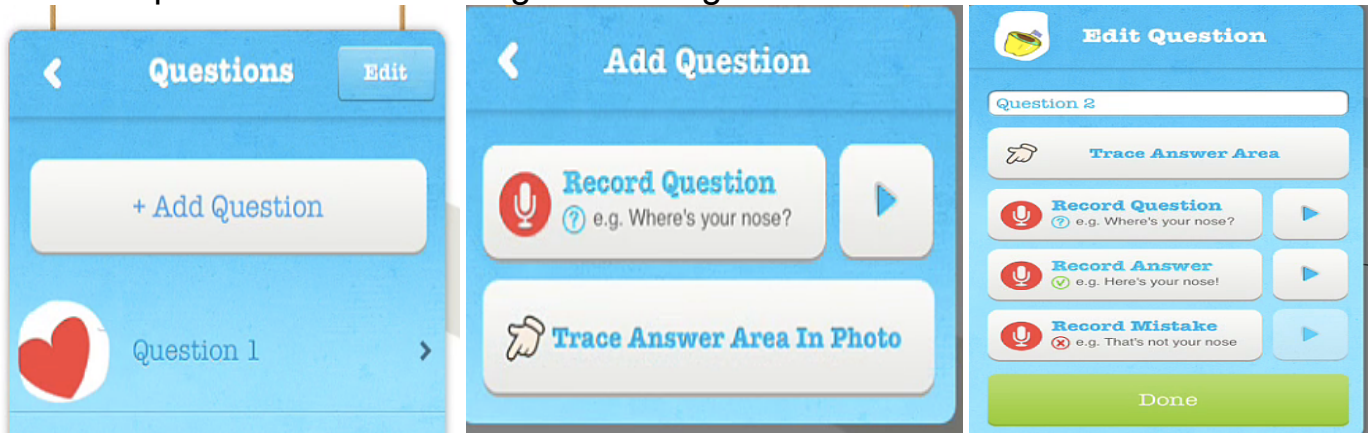 Questions
Edit
+ Add Question
Question 1
Add Question
Record Question
? e.g. Where's your nose?
Trace Answer Area In Photo
Edit Question
Question 2
Trace Answer Area
Record Question
? e.g. Where's your nose?
Record Answer
e.g. Here's your nose!
Record Mistake
e.g. That's not your nose
Done